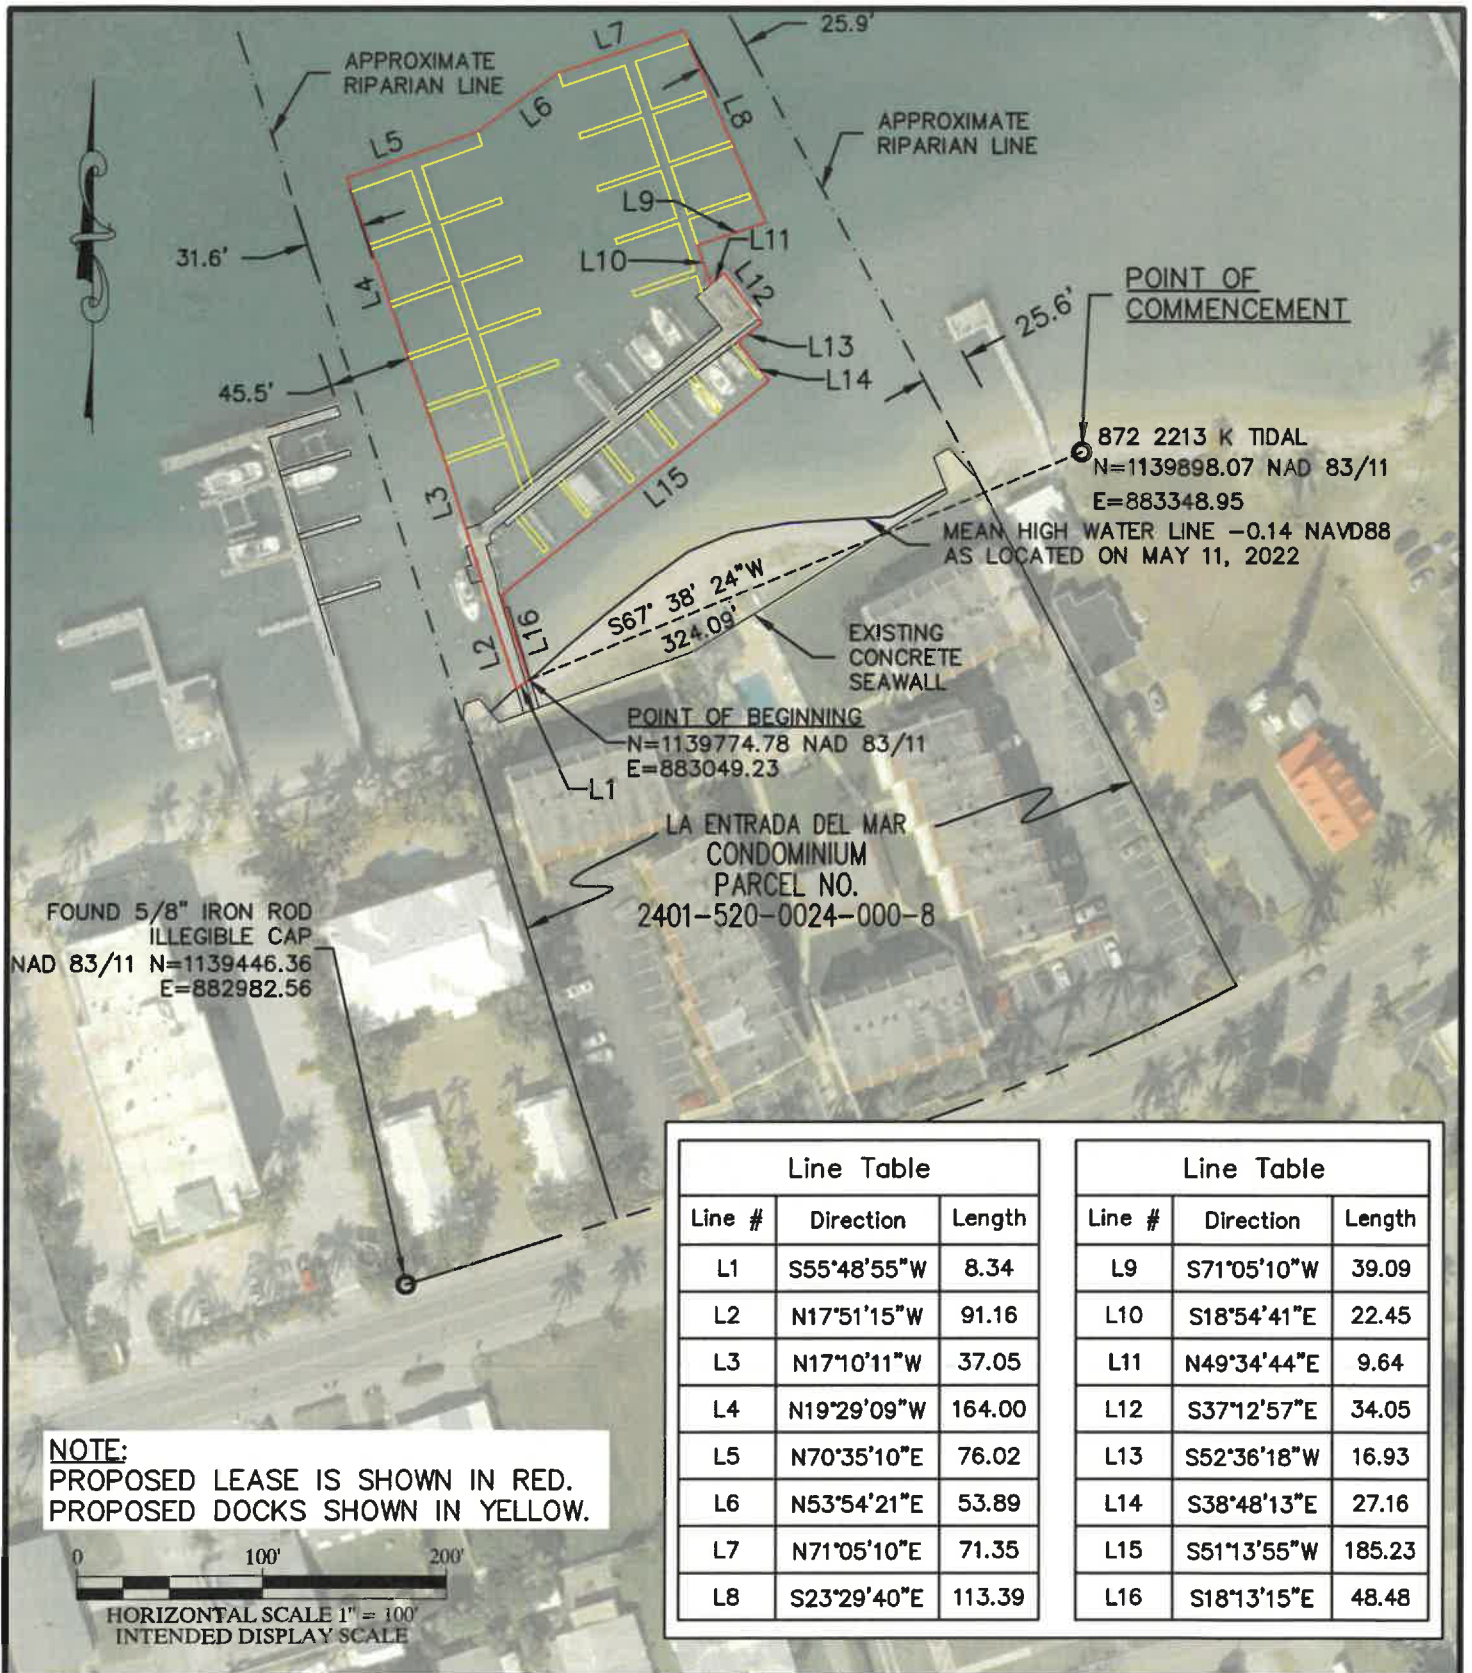 25.9'
L7
APPROXIMATE
RIPARIAN LINE
L6
L8
APPROXIMATE
RIPARIAN LINE
L5
L9
L11
31.6'
L10
L12
L4
POINT OF
COMMENCEMENT
25.6'
L13
L14
45.5'
872 2213 K TIDAL
N=1139898.07 NAD 83/11
E=883348.95
L3
L15
MEAN HIGH WATER LINE -0.14 NAVD88
AS LOCATED ON MAY 11, 2022
S67° 38' 24"W
324.09'
L2
L16
EXISTING
CONCRETE
SEAWALL
POINT OF BEGINNING
N=1139774.78 NAD 83/11
E=883049.23
L1
LA ENTRADA DEL MAR
CONDOMINIUM
PARCEL NO.
2401-520-0024-000-8
FOUND 5/8" IRON ROD
ILLEGIBLE CAP
NAD 83/11 N=1139446.36
E=882982.56
Line Table
Line # Direction Length
L1 S55°48'55"W 8.34
L2 N17°51'15"W 91.16
L3 N17°10'11"W 37.05
L4 N19°29'09"W 164.00
L5 N70°35'10"E 76.02
L6 N53°54'21"E 53.89
L7 N71°05'10"E 71.35
L8 S23°29'40"E 113.39
Line Table
Line # Direction Length
L9 S71°05'10"W 39.09
L10 S18°54'41"E 22.45
L11 N49°34'44"E 9.64
L12 S37°12'57"E 34.05
L13 S52°36'18"W 16.93
L14 S38°48'13"E 27.16
L15 S51°13'55"W 185.23
L16 S18°13'15"E 48.48
NOTE:
PROPOSED LEASE IS SHOWN IN RED.
PROPOSED DOCKS SHOWN IN YELLOW.
0 100' 200'
HORIZONTAL SCALE 1" = 100'
INTENDED DISPLAY SCALE